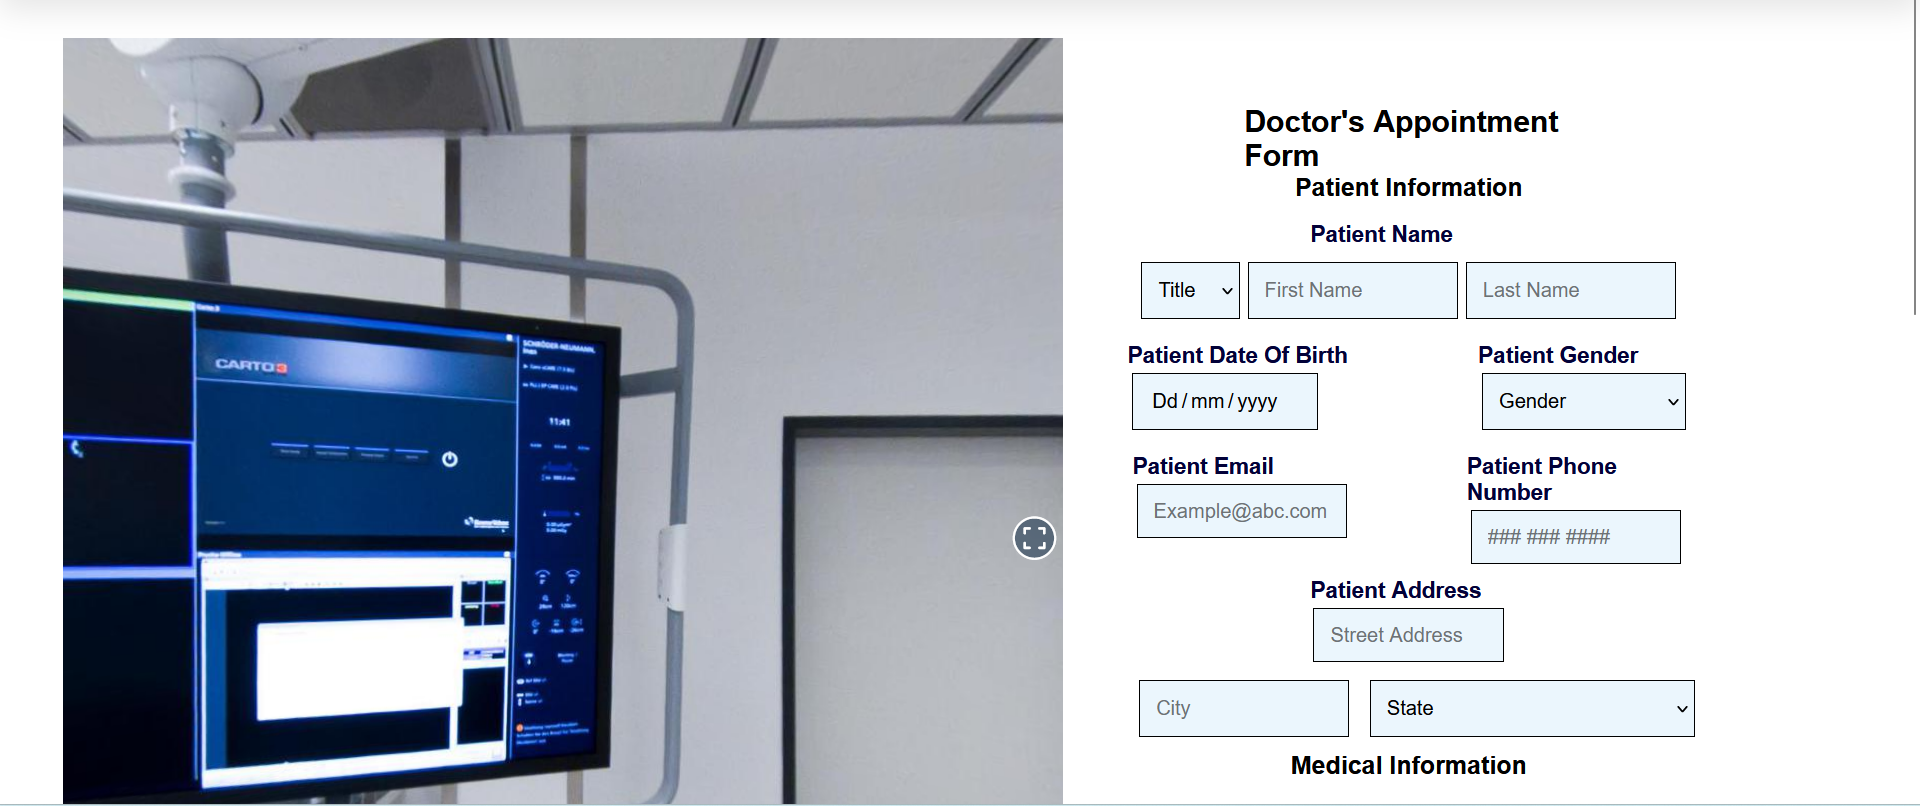 Doctor's Appointment
Form
Patient Information
Patient Name
Title First Name Last Name
Patient Date Of Birth Patient Gender
Dd / mm / yyyy Gender
Patient Email Patient Phone
Number
Example@abc.com ### ### ####
Patient Address
Street Address
City State
Medical Information
CARTO 3
SCHRÖDER-NEUMANN,
11:41